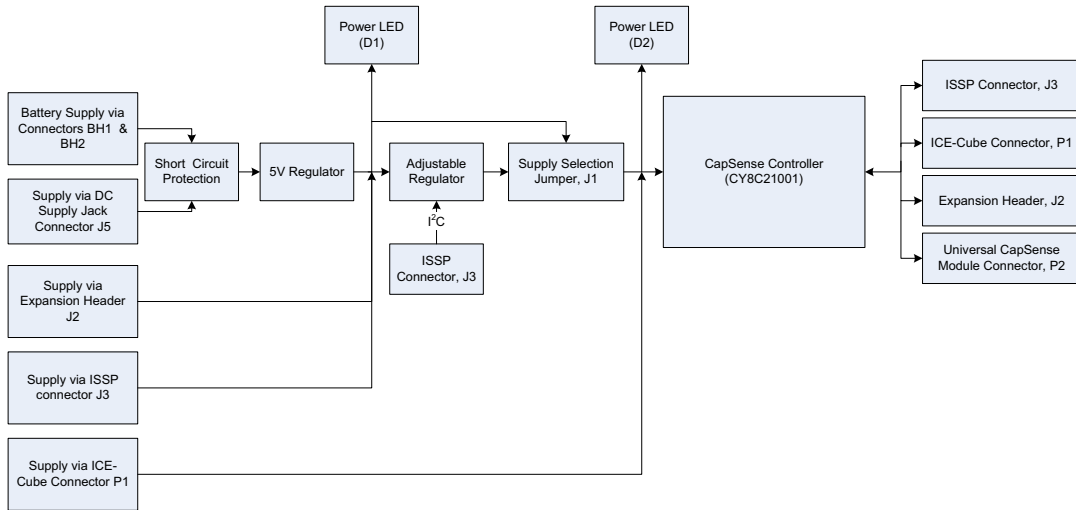 Power LED
(D1)
Power LED
(D2)
Battery Supply via
Connectors BH1 &
BH2
Short Circuit
Protection
5V Regulator
Adjustable
Regulator
Supply Selection
Jumper, J1
CapSense Controller
(CY8C21001)
ISSP Connector, J3
ICE-Cube Connector, P1
Expansion Header, J2
Universal CapSense
Module Connector, P2
Supply via DC
Supply Jack
Connector J5
I²C
ISSP
Connector, J3
Supply via
Expansion Header
J2
Supply via ISSP
connector J3
Supply via ICE-
Cube Connector P1